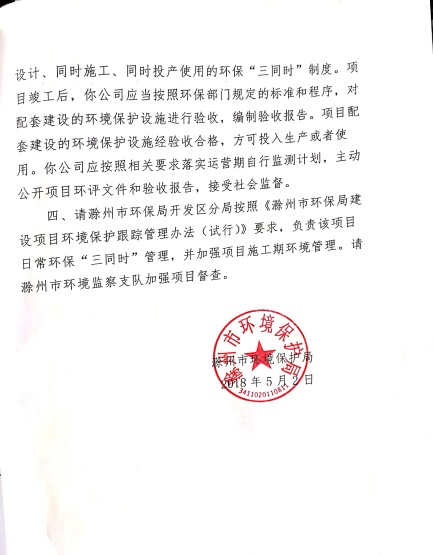 设计、同时施工、同时投产使用的环保“三同时”制度。项
目竣工后，你公司应当按照环保部门规定的标准和程序，对
配套建设的环境保护设施进行验收，编制验收报告。项目配
套建设的环境保护设施经验收合格，方可投入生产或者使
用。你公司应按照相关要求落实运营期自行监测计划，主动
公开项目环评文件和验收报告，接受社会监督。
四、请滁州市环保局开发区分局按照《滁州市环保局建
设项目环境保护跟踪管理办法（试行）》要求，负责该项目
日常环保“三同时”管理，并加强项目施工期环境管理。请
滁州市环境监察支队加强项目督查。
滁州市环境保护局
滁州市环境保护局
2018年5月2日